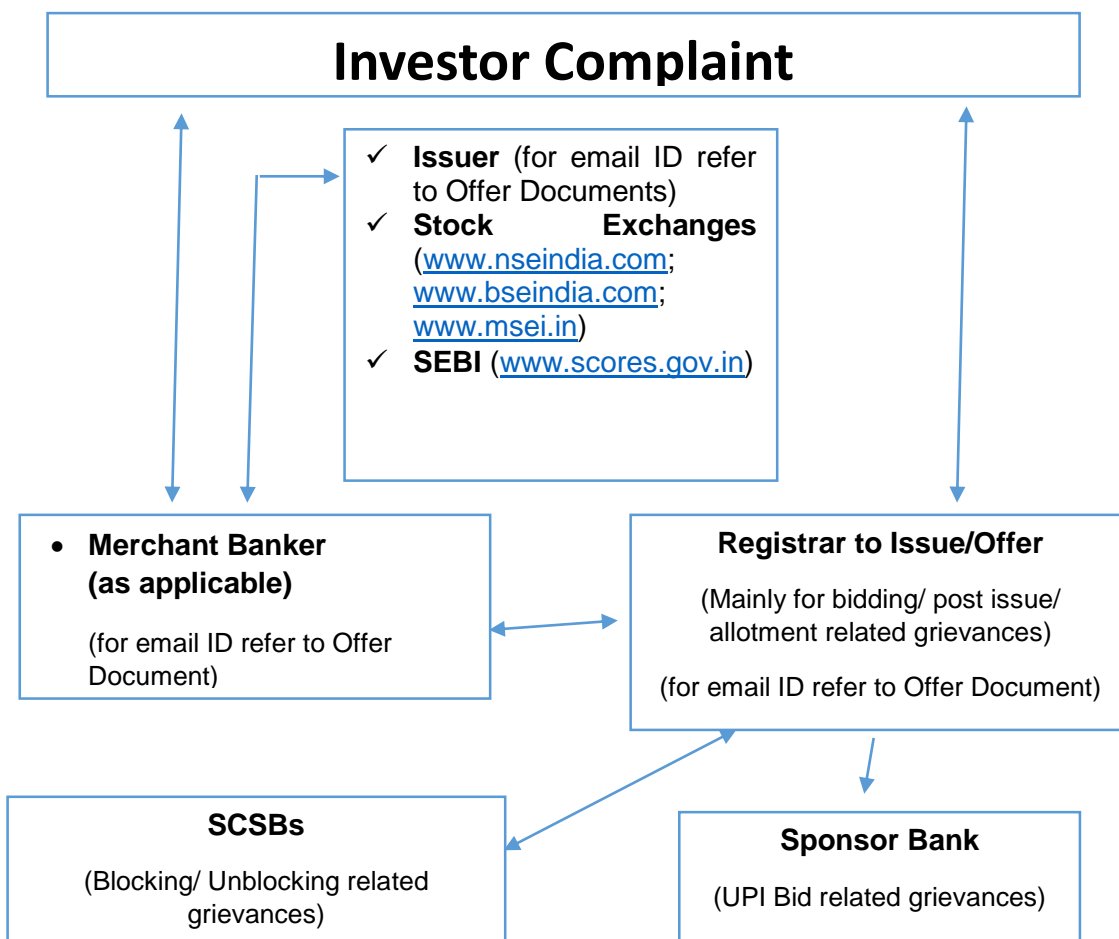 Investor Complaint
✓ Issuer (for email ID refer
to Offer Documents)
✓ Stock Exchanges
(www.nseindia.com;
www.bseindia.com;
www.msei.in)
✓ SEBI (www.scores.gov.in)
• Merchant Banker
(as applicable)
(for email ID refer to Offer
Document)
Registrar to Issue/Offer
(Mainly for bidding/ post issue/
allotment related grievances)
(for email ID refer to Offer Document)
SCSBs
(Blocking/ Unblocking related
grievances)
Sponsor Bank
(UPI Bid related grievances)